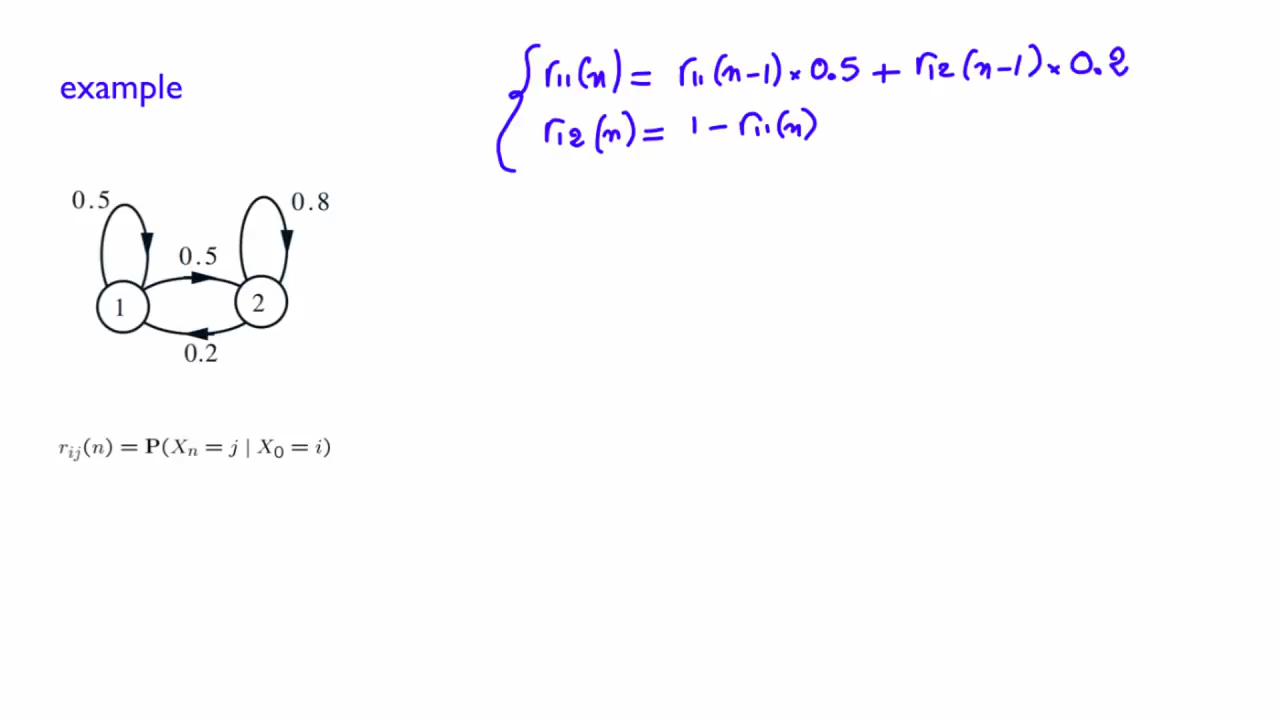 example
r₁₁(n) = r₁₁(n-1) × 0.5 + r₁₂(n-1) × 0.2
r₁₂(n) = 1 - r₁₁(n)
0.5
0.8
0.5
1
2
0.2
rᵢⱼ(n) = P(Xₙ = j | X₀ = i)